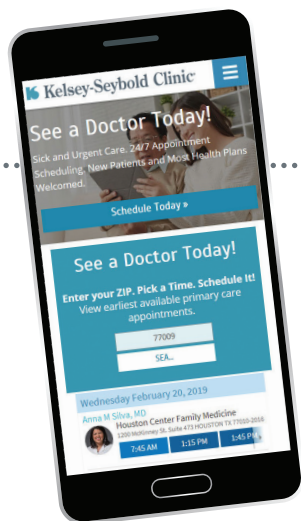 Kelsey-Seybold Clinic
See a Doctor Today!
Sick and Urgent Care. 24/7 Appointment
Scheduling. New Patients and Most Health Plans
Welcomed.
Schedule Today »
See a Doctor Today!
Enter your ZIP. Pick a Time. Schedule It!
View earliest available primary care
appointments.
77009
SEA..
Wednesday February 20, 2019
Anna M Silva, MD
Houston Center Family Medicine
1200 McKinney St. Suite 473 HOUSTON TX 77010-2016
7:45 AM 1:15 PM 1:45 PM